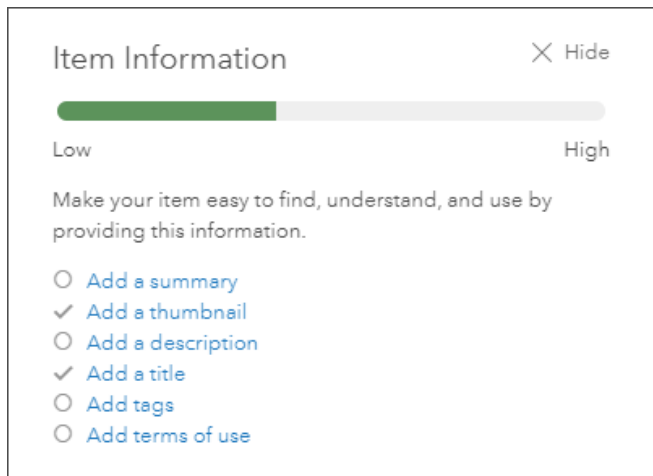 Item Information
Hide
Low
High
Make your item easy to find, understand, and use by
providing this information.
Add a summary
Add a thumbnail
Add a description
Add a title
Add tags
Add terms of use